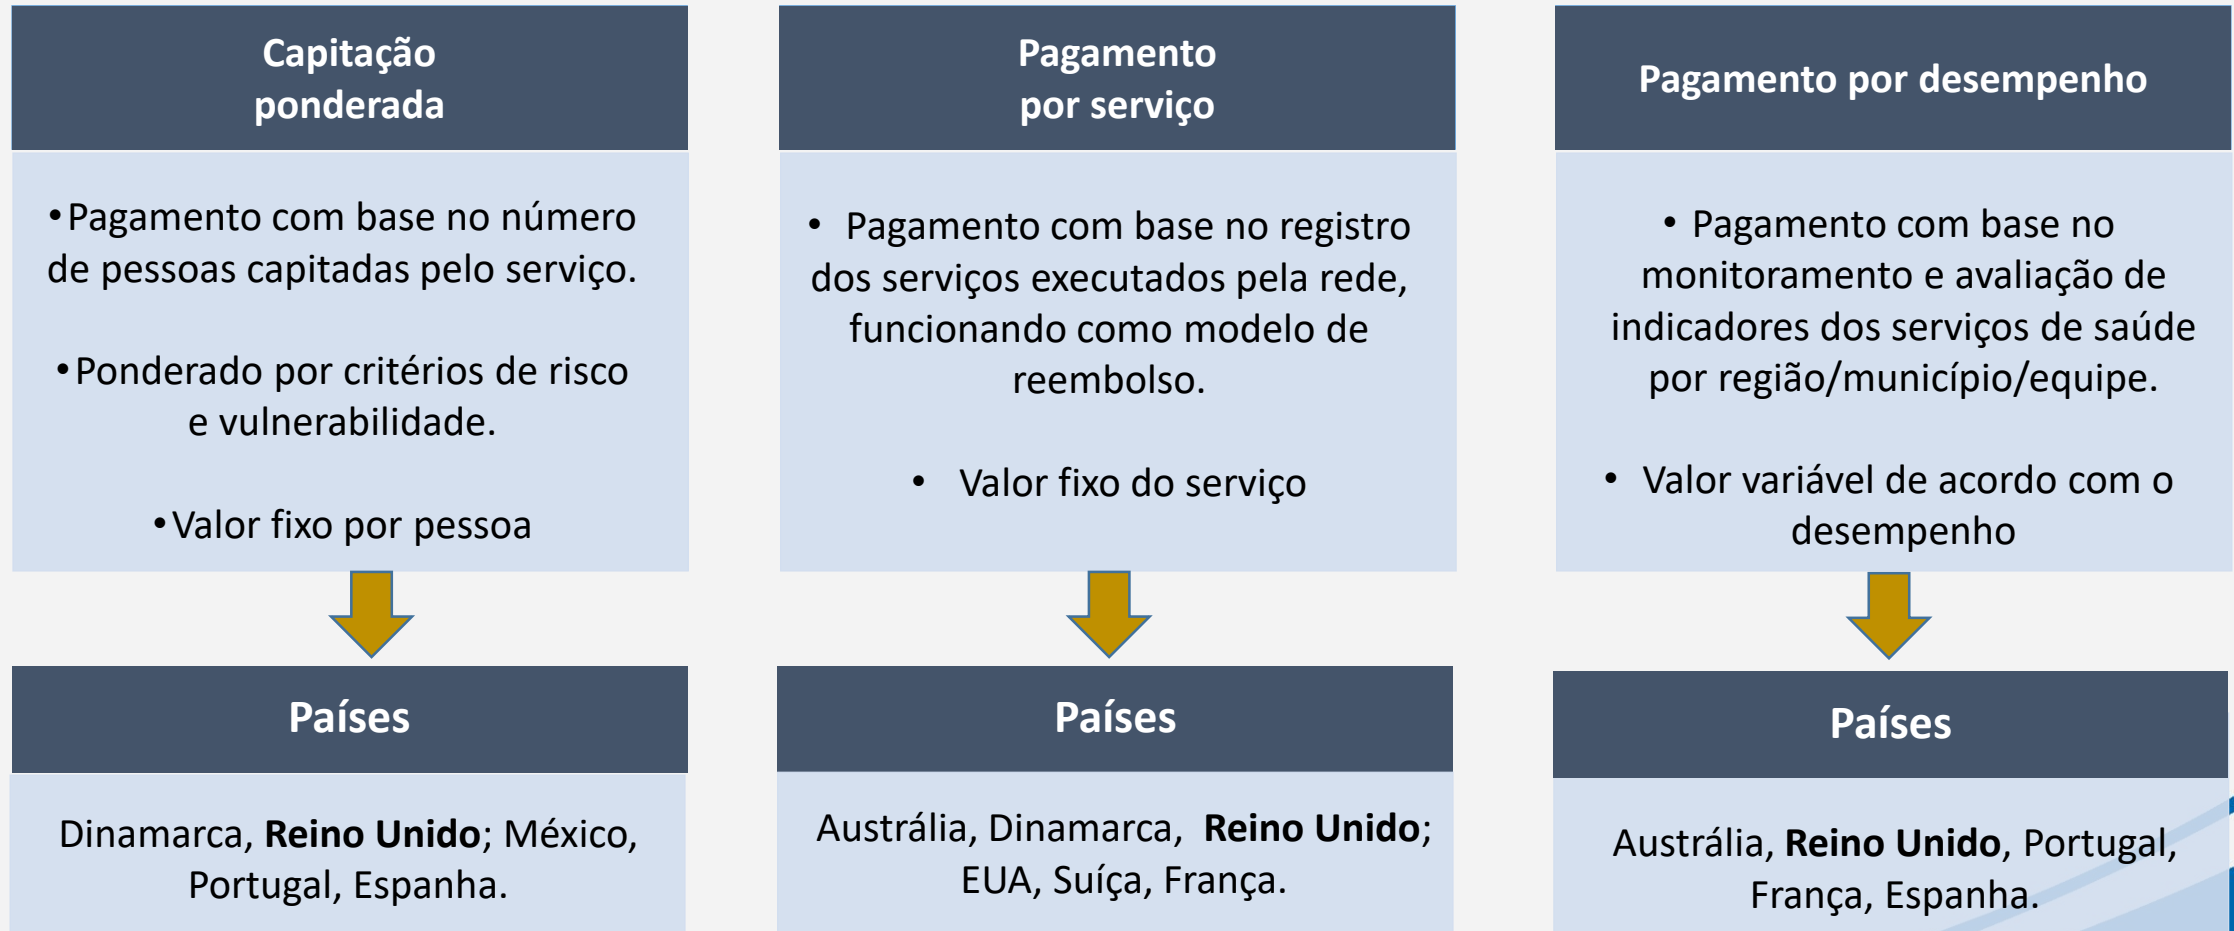 Capitação
ponderada
•Pagamento com base no número
de pessoas capitadas pelo serviço.
•Ponderado por critérios de risco
e vulnerabilidade.
•Valor fixo por pessoa
Países
Dinamarca, Reino Unido; México,
Portugal, Espanha.
Pagamento
por serviço
• Pagamento com base no registro
dos serviços executados pela rede,
funcionando como modelo de
reembolso.
• Valor fixo do serviço
Países
Austrália, Dinamarca, Reino Unido;
EUA, Suíça, França.
Pagamento por desempenho
• Pagamento com base no
monitoramento e avaliação de
indicadores dos serviços de saúde
por região/município/equipe.
• Valor variável de acordo com o
desempenho
Países
Austrália, Reino Unido, Portugal,
França, Espanha.